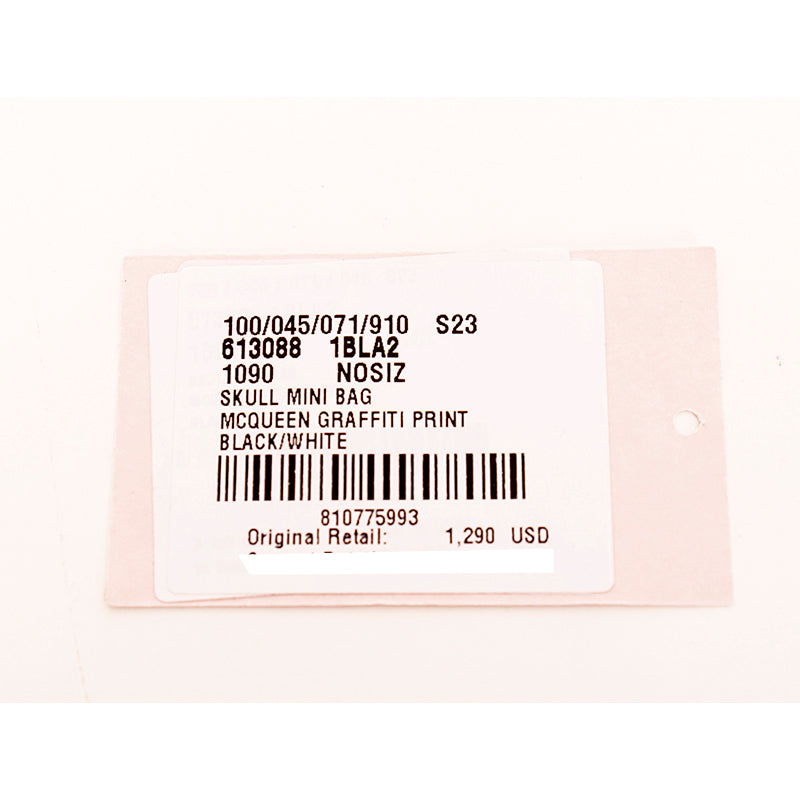 100/045/071/910 S23
613088 1BLA2
1090 NOSIZ
SKULL MINI BAG
MCQUEEN GRAFFITI PRINT
BLACK/WHITE
810775993
Original Retail: 1,290 USD